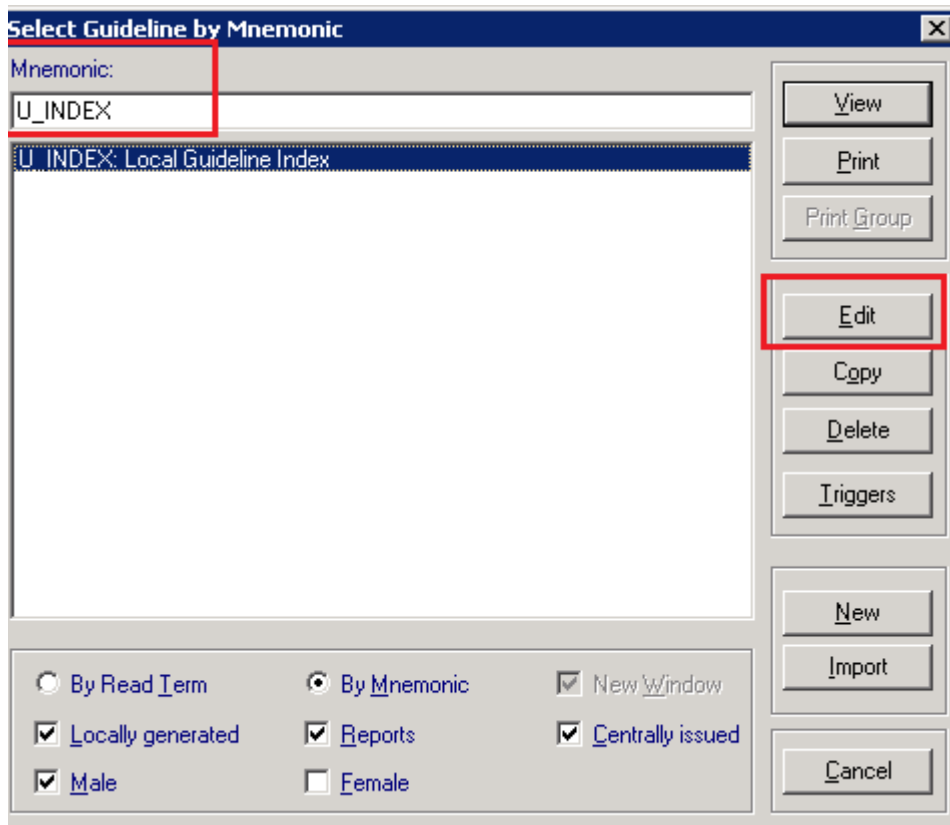 Select Guideline by Mnemonic
Mnemonic:
U_INDEX
U_INDEX: Local Guideline Index
View
Print
Print Group
Edit
Copy
Delete
Triggers
New
Import
Cancel
By Read Term By Mnemonic New Window
Locally generated Reports Centrally issued
Male Female